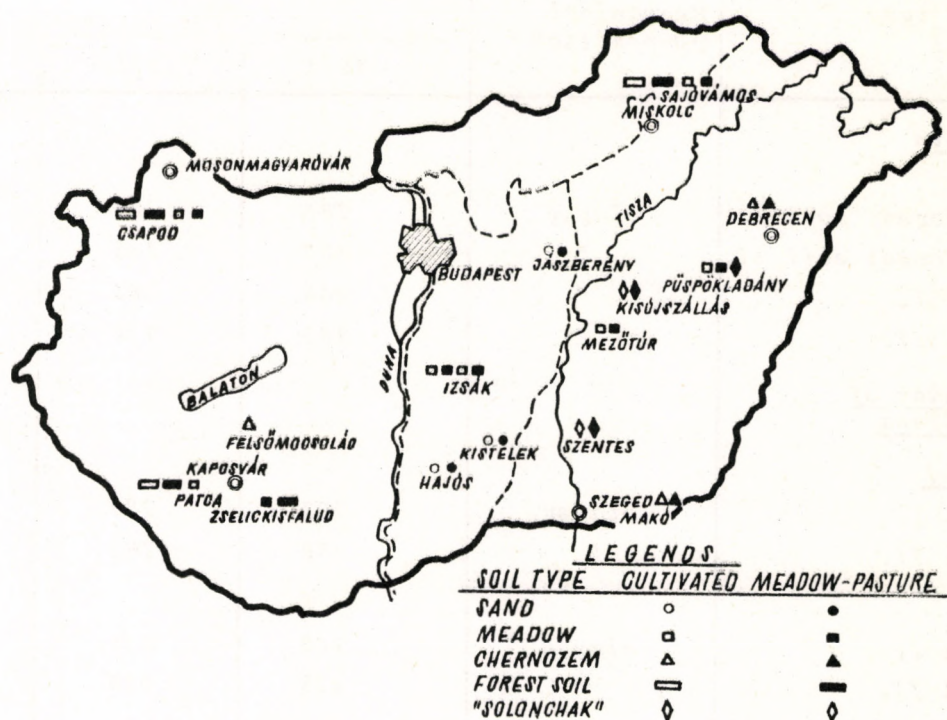 SAJÓVÁMOS
MISKOLC
MOSONMAGYARÓVÁR
CSAPOD
TISZA
DEBRECEN
BUDAPEST
JÁSZBERÉNY
PÜSPÖKLADÁNY
KISÚJSZÁLLÁS
MEZŐTÚR
DUNA
BALATON
IZSÁK
FELSŐMOCSOLÁD
KISTELEK
SZENTES
KAPOSVÁR
HAJÓS
PATCA
ZSELICKISFALUD
SZEGED
MAKÓ
LEGENDS
SOIL TYPE CULTIVATED MEADOW-PASTURE
SAND
MEADOW
CHERNOZEM
FOREST SOIL
"SOLONCHAK"